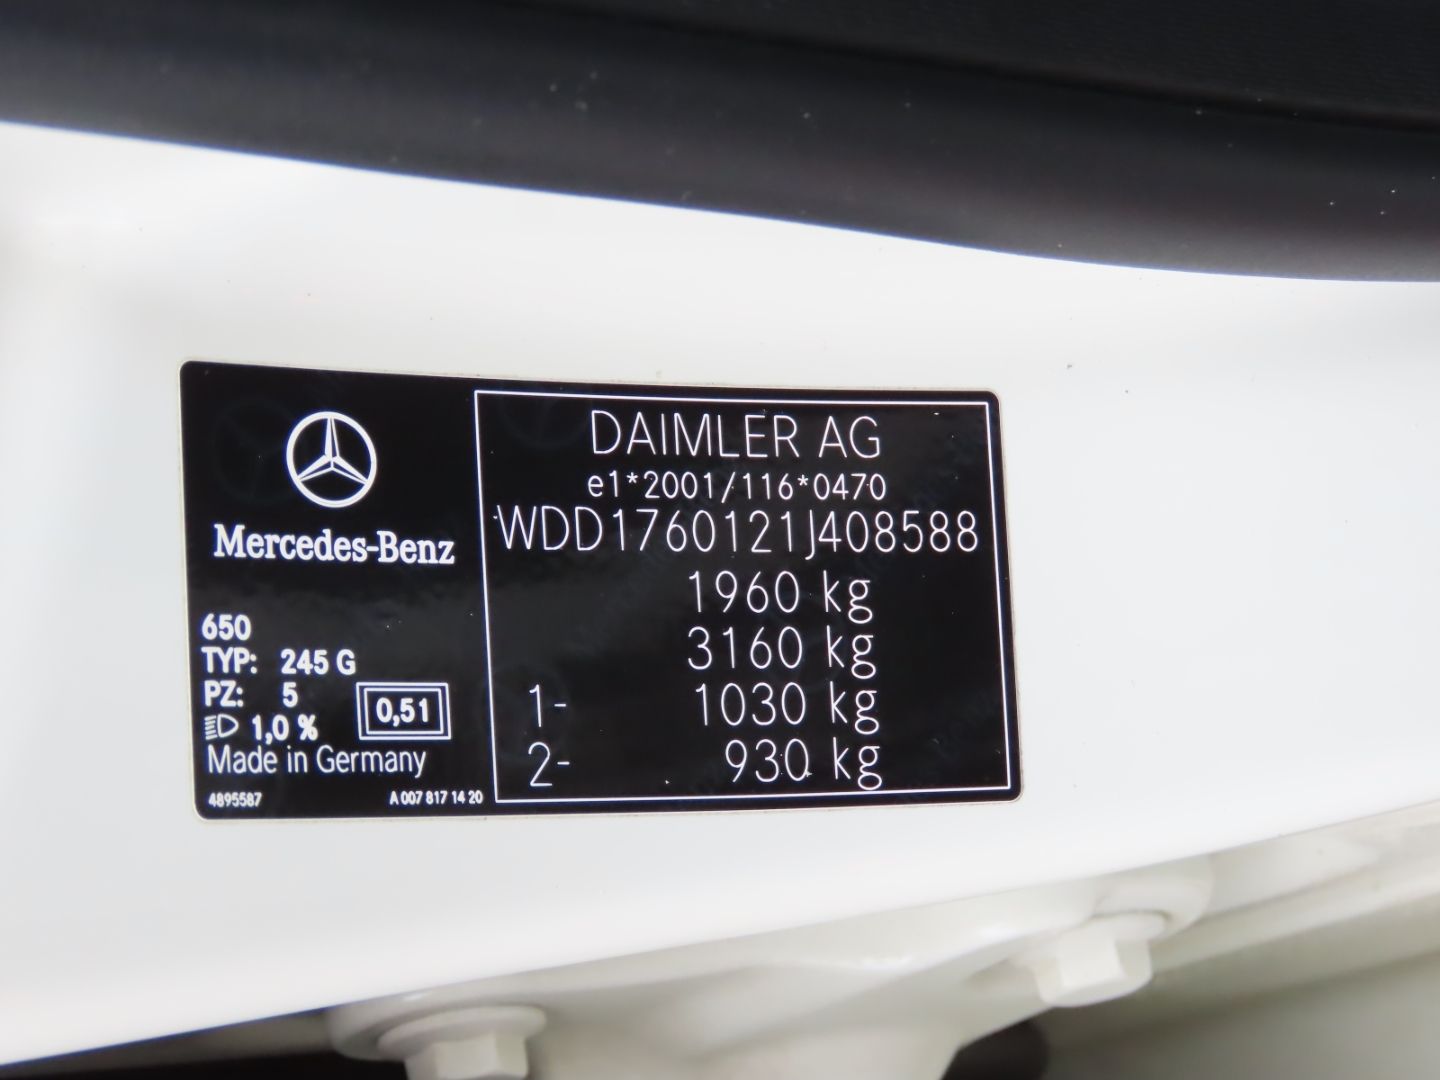 Mercedes-Benz
650
TYP: 245 G
PZ: 5
1,0 %
0,51
Made in Germany
4895587
A 007 817 14 20
DAIMLER AG
e1*2001/116*0470
WDD1760121J408588
1960 kg
3160 kg
1- 1030 kg
2- 930 kg